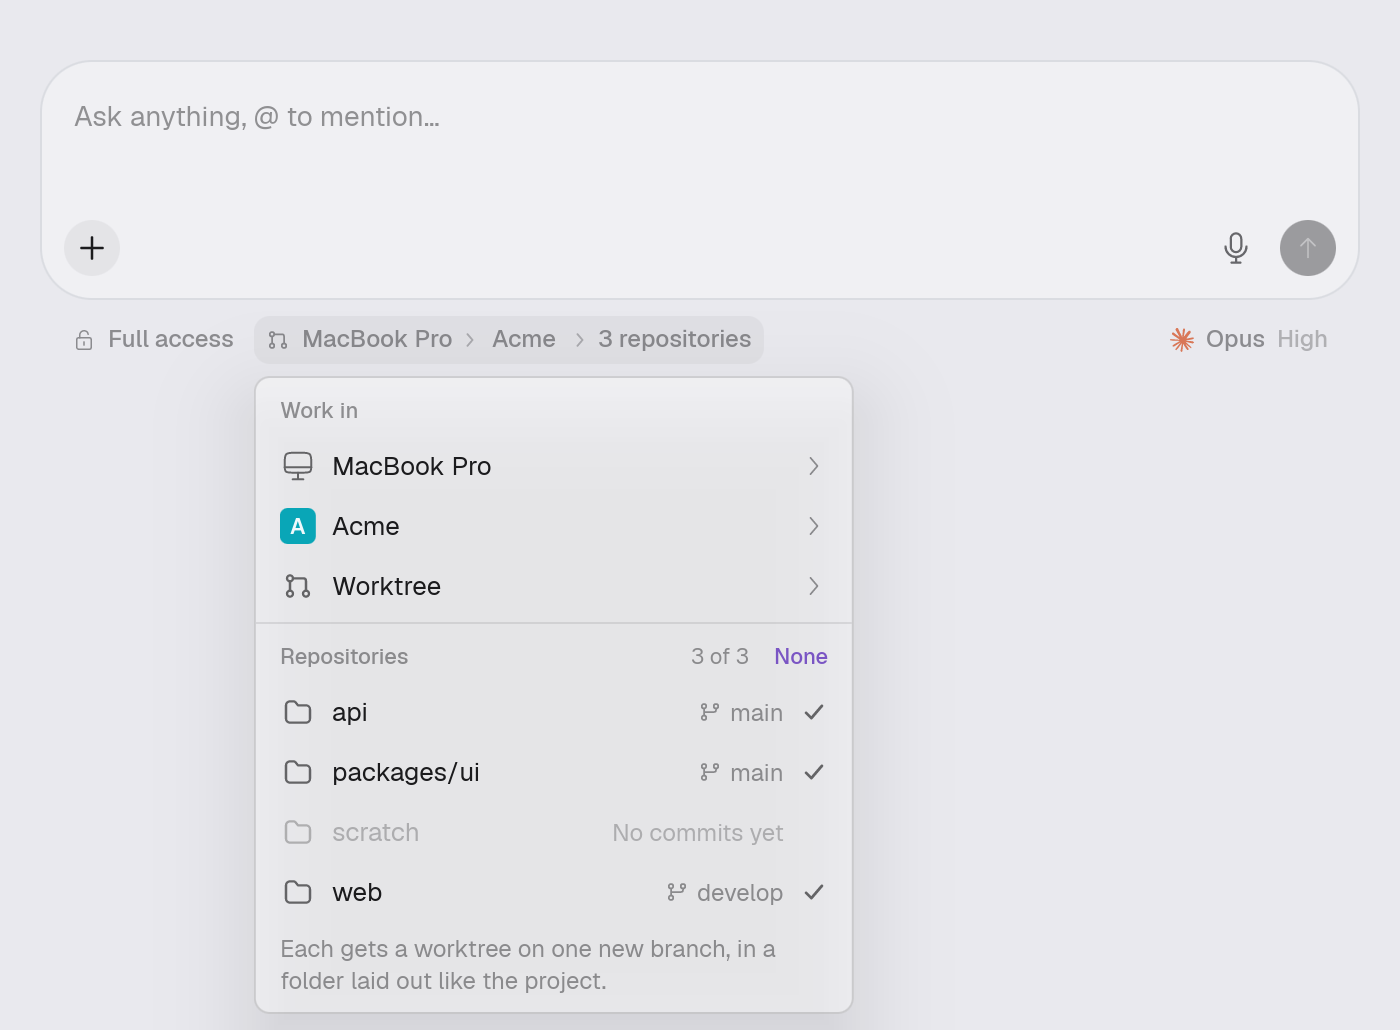 Ask anything, @ to mention…
Full access
MacBook Pro
Acme
3 repositories
Opus High
Work in
MacBook Pro
A Acme
Worktree
Repositories 3 of 3 None
api main
packages/ui main
scratch No commits yet
web develop
Each gets a worktree on one new branch, in a
folder laid out like the project.